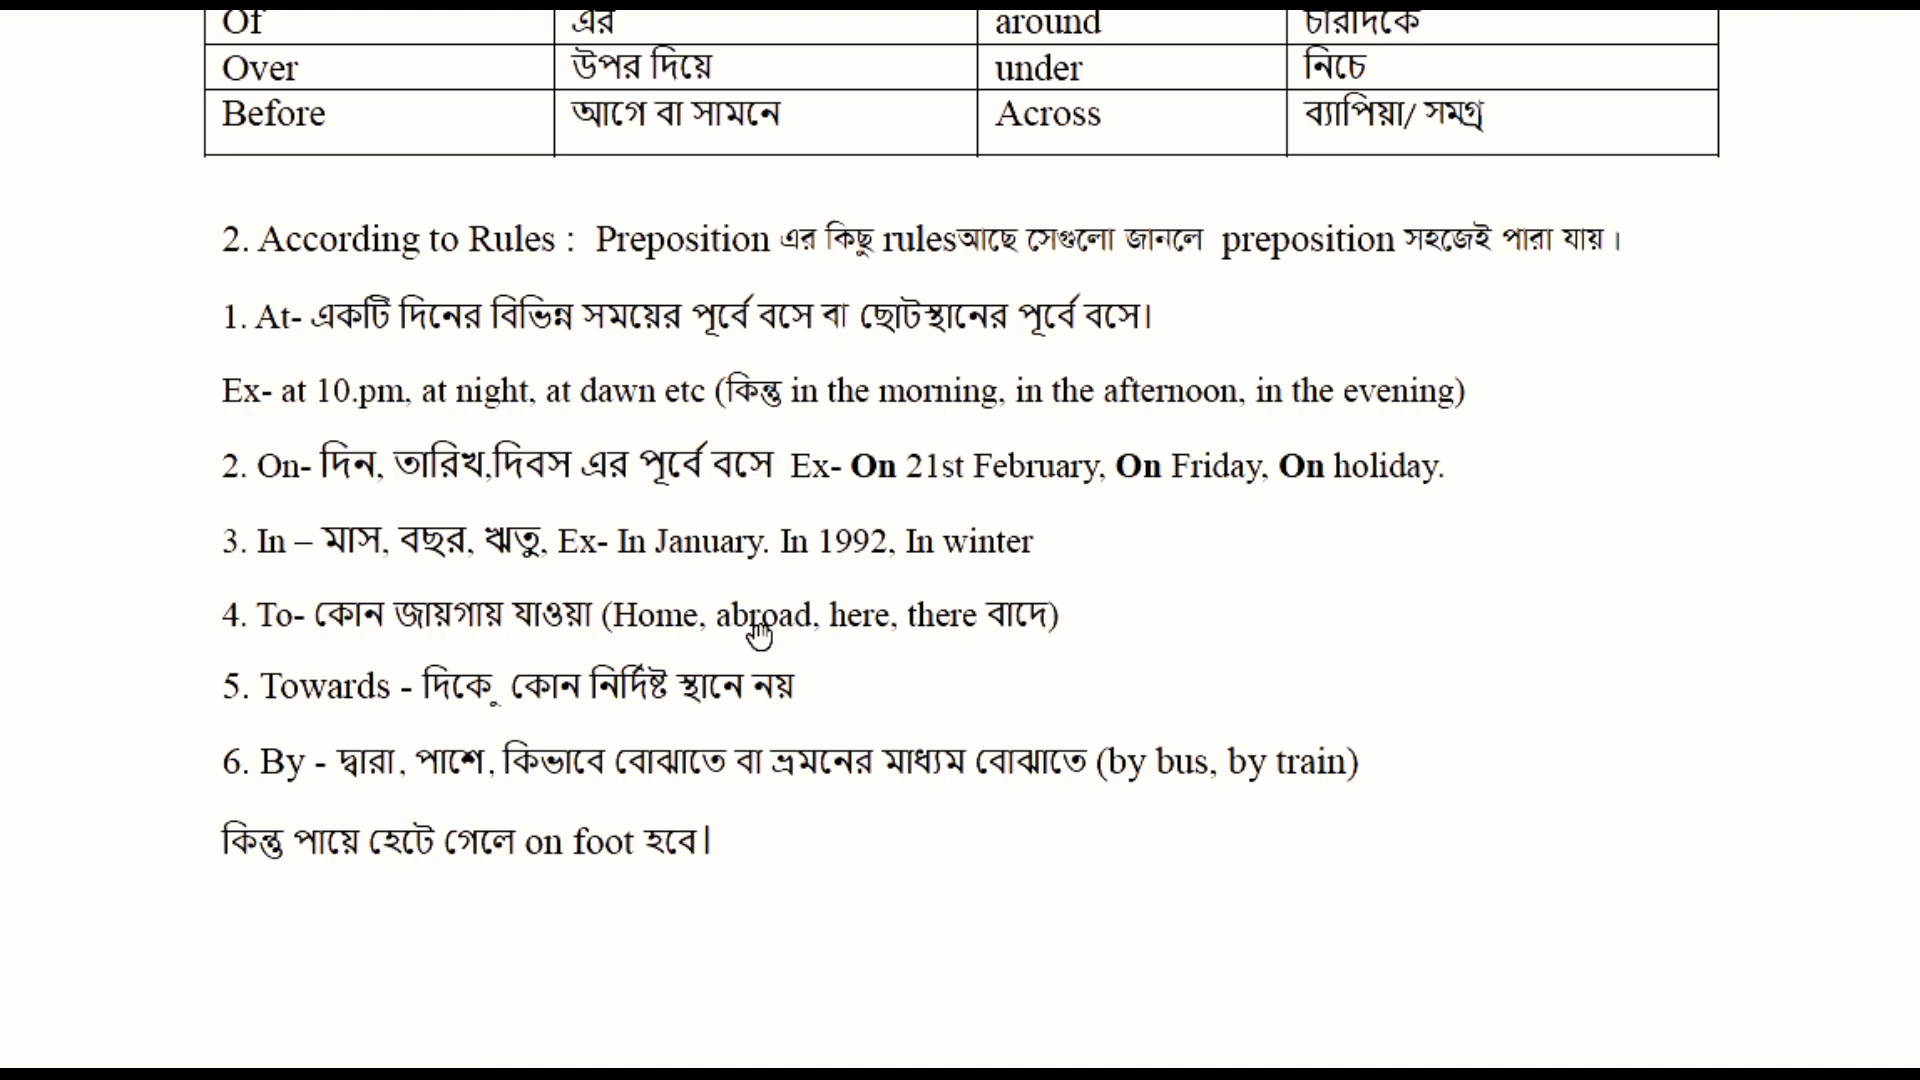 Of এর around চারদিকে
Over উপর দিয়ে under নিচে
Before আগে বা সামনে Across ব্যাপিয়া/ সমগ্র
2. According to Rules : Preposition এর কিছু rulesআছে সেগুলো জানলে preposition সহজেই পারা যায় ।
1. At- একটি দিনের বিভিন্ন সময়ের পূর্বে বসে বা ছোটস্থানের পূর্বে বসে।
Ex- at 10.pm, at night, at dawn etc (কিন্তু in the morning, in the afternoon, in the evening)
2. On- দিন, তারিখ,দিবস এর পূর্বে বসে Ex- On 21st February, On Friday, On holiday.
3. In – মাস, বছর, ঋতু, Ex- In January. In 1992, In winter
4. To- কোন জায়গায় যাওয়া (Home, abroad, here, there বাদে)
5. Towards - দিকে কোন নির্দিষ্ট স্থানে নয়
6. By - দ্বারা, পাশে, কিভাবে বোঝাতে বা ভ্রমনের মাধ্যম বোঝাতে (by bus, by train)
কিন্তু পায়ে হেটে গেলে on foot হবে।